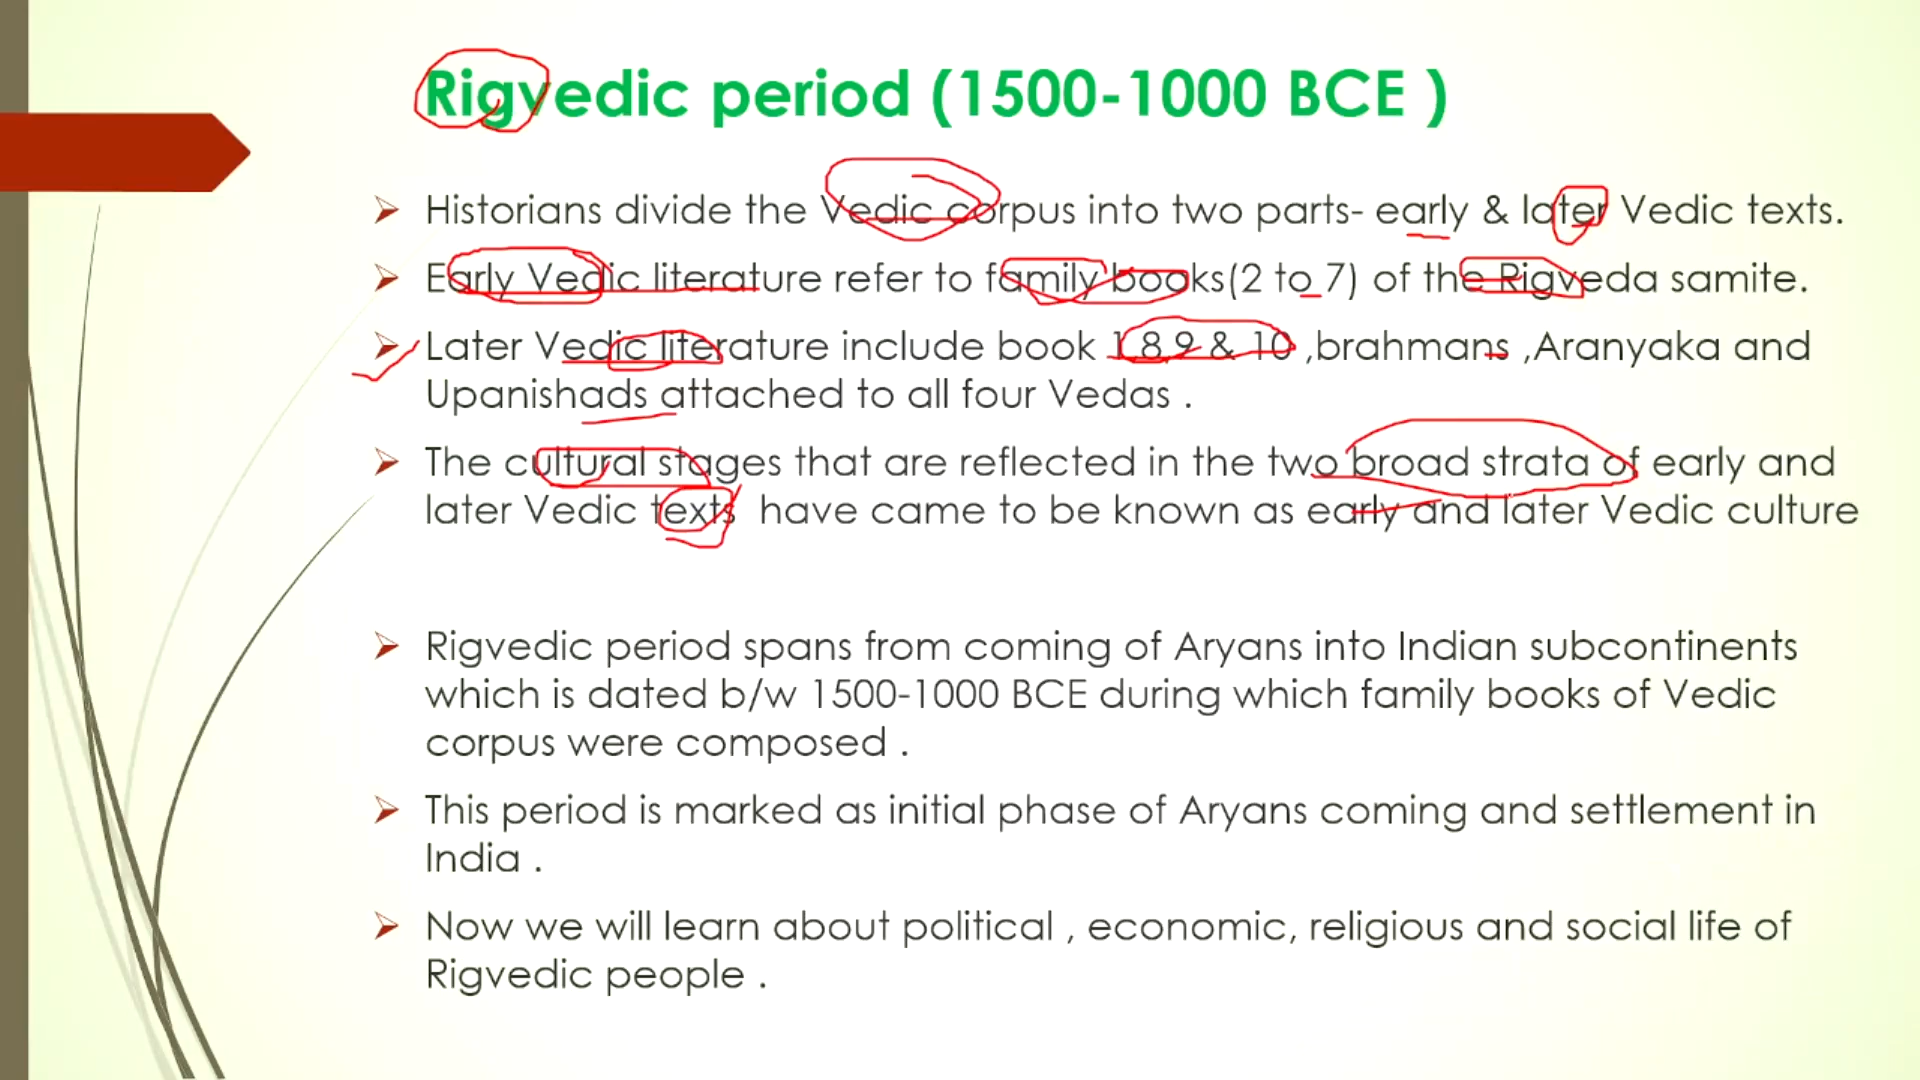 Rigvedic period (1500-1000 BCE )
Historians divide the Vedic corpus into two parts- early & later Vedic texts.
Early Vedic literature refer to family books(2 to 7) of the Rigveda samite.
Later Vedic literature include book 1,8,9 & 10 ,brahmans ,Aranyaka and
Upanishads attached to all four Vedas .
The cultural stages that are reflected in the two broad strata of early and
later Vedic texts have came to be known as early and later Vedic culture
Rigvedic period spans from coming of Aryans into Indian subcontinents
which is dated b/w 1500-1000 BCE during which family books of Vedic
corpus were composed .
This period is marked as initial phase of Aryans coming and settlement in
India .
Now we will learn about political , economic, religious and social life of
Rigvedic people .